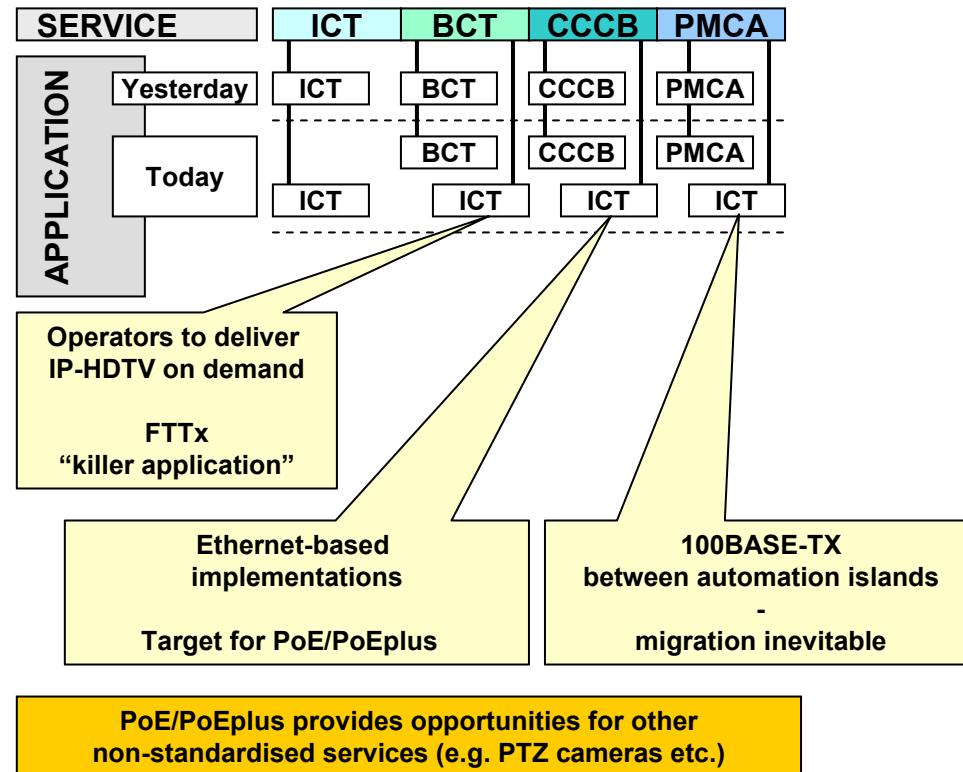 SERVICE ICT BCT CCCB PMCA
APPLICATION
Yesterday ICT BCT CCCB PMCA
Today BCT CCCB PMCA
ICT ICT ICT ICT
Operators to deliver
IP-HDTV on demand
FTTx
“killer application”
Ethernet-based
implementations
Target for PoE/PoEplus
100BASE-TX
between automation islands
-
migration inevitable
PoE/PoEplus provides opportunities for other
non-standardised services (e.g. PTZ cameras etc.)